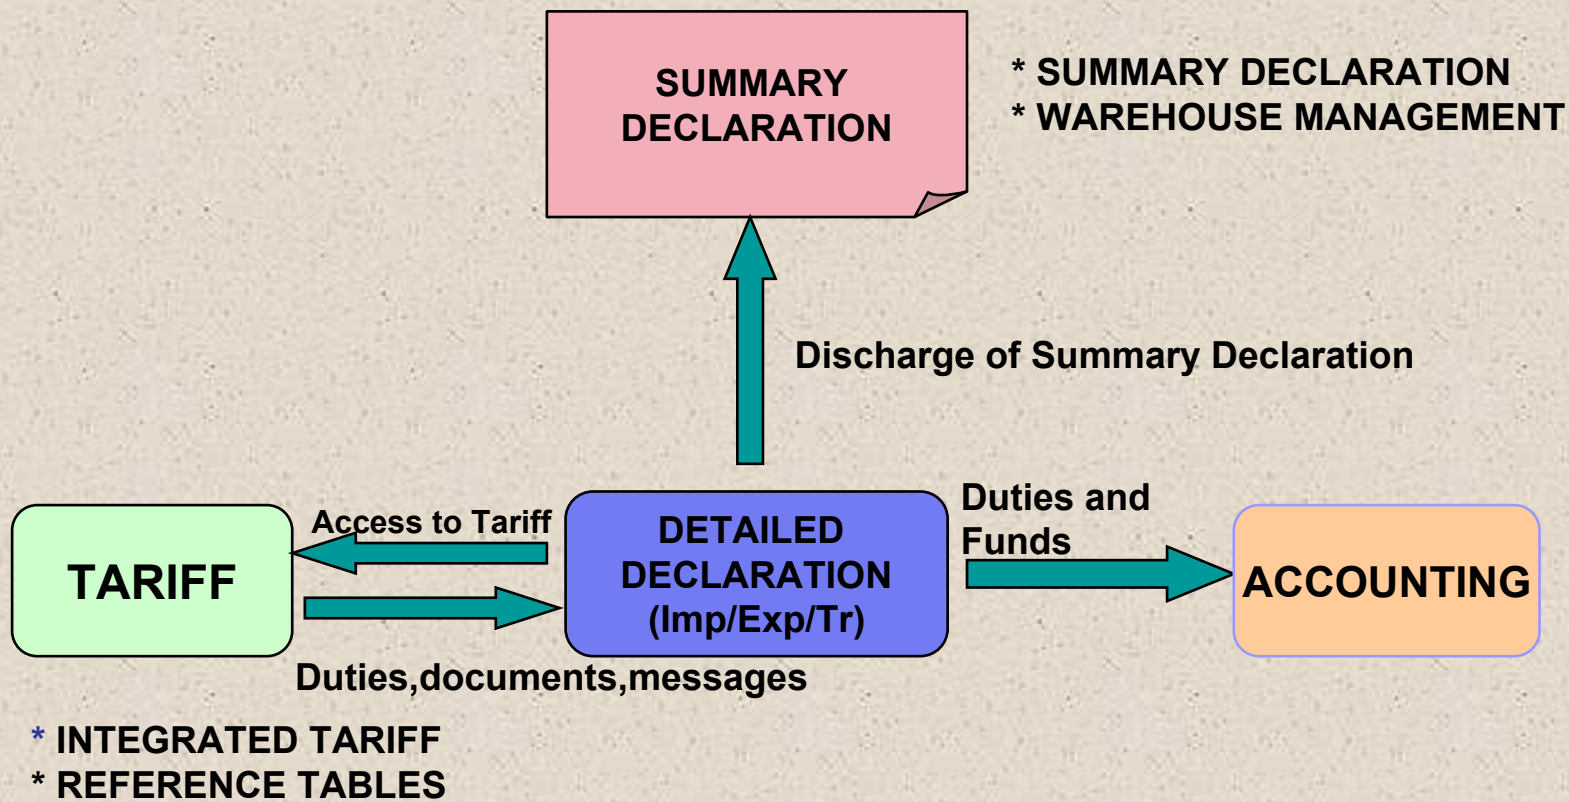 SUMMARY
DECLARATION
* SUMMARY DECLARATION
* WAREHOUSE MANAGEMENT
Discharge of Summary Declaration
TARIFF
Access to Tariff
DETAILED
DECLARATION
(Imp/Exp/Tr)
Duties and
Funds
ACCOUNTING
Duties,documents,messages
* INTEGRATED TARIFF
* REFERENCE TABLES